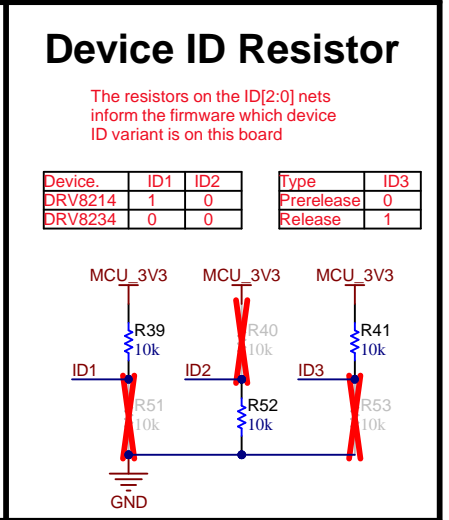 Device ID Resistor
The resistors on the ID[2:0] nets
inform the firmware which device
ID variant is on this board
Device. ID1 ID2
DRV8214 1 0
DRV8234 0 0
Type ID3
Prerelease 0
Release 1
MCU_3V3 MCU_3V3 MCU_3V3
R39 R40 R41
10k 10k 10k
ID1 ID2 ID3
R51 R52 R53
10k 10k 10k
GND